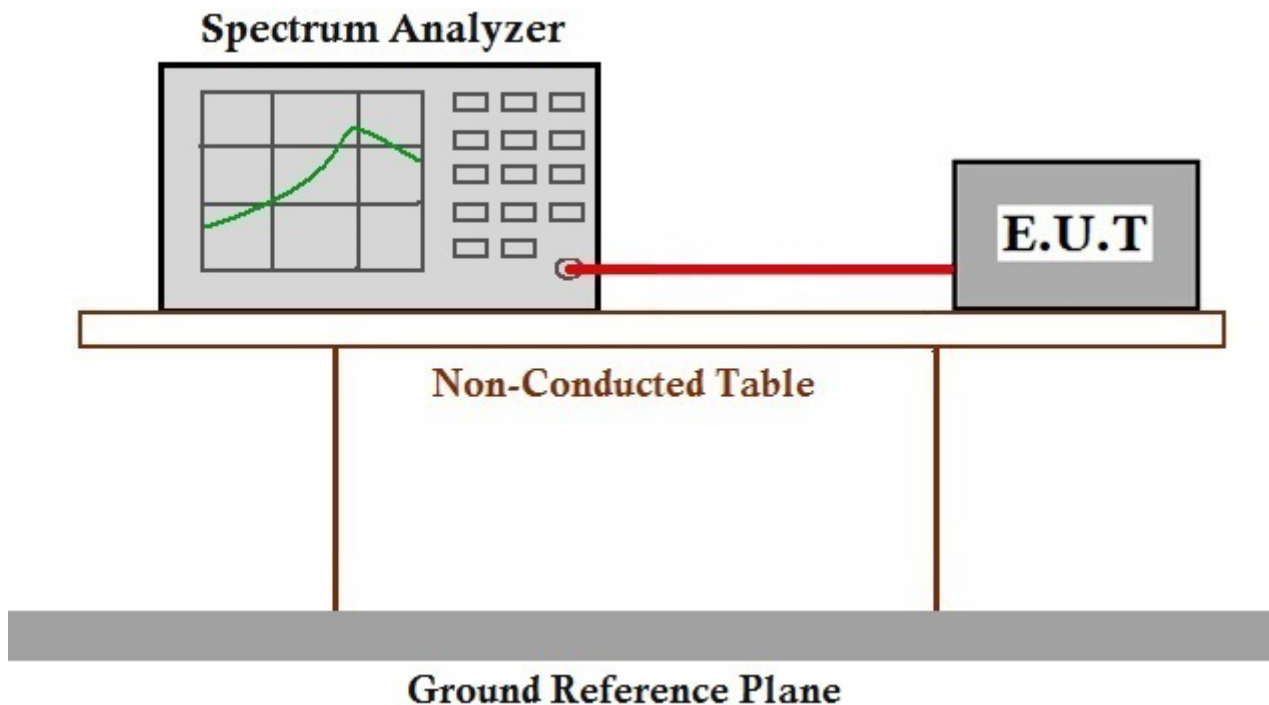 Spectrum Analyzer
E.U.T
Non-Conducted Table
Ground Reference Plane